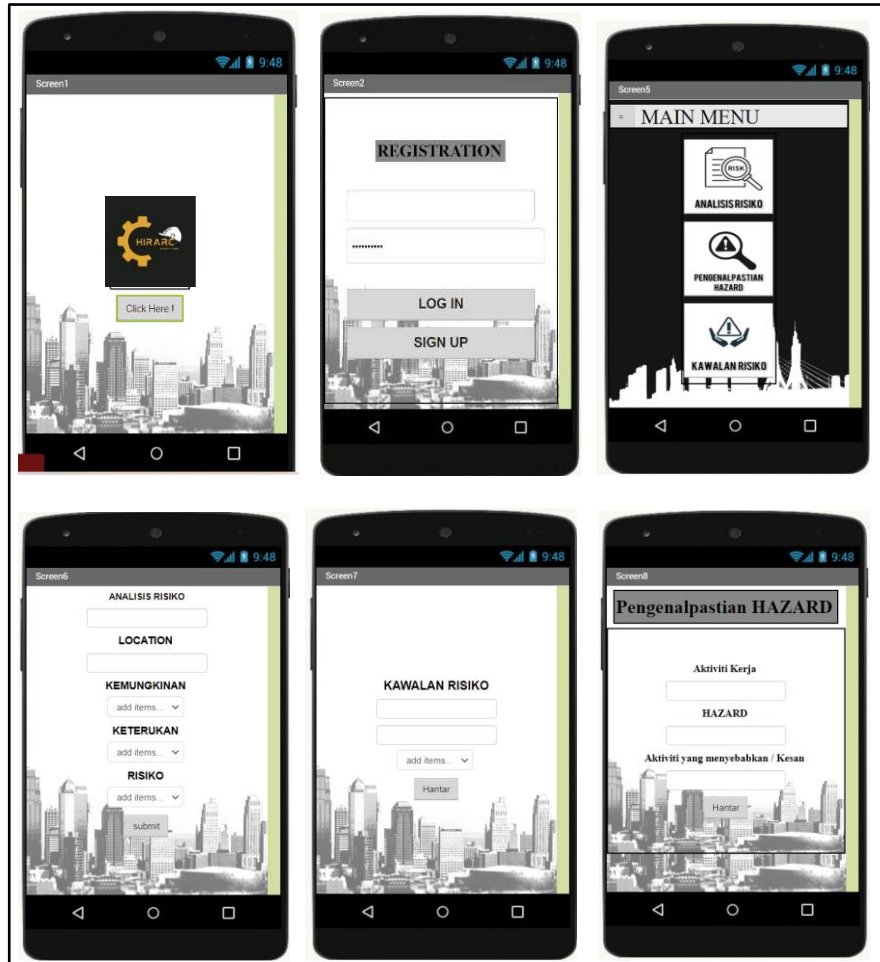 9:48
Screen1
HIRARC
Click Here !
9:48
Screen2
REGISTRATION
••••••••••
LOG IN
SIGN UP
9:48
Screen5
MAIN MENU
RISK
ANALISIS RISIKO
PENGENALPASTIAN
HAZARD
KAWALAN RISIKO
9:48
Screen6
ANALISIS RISIKO
LOCATION
KEMUNGKINAN
add items...
KETERUKAN
add items...
RISIKO
add items...
submit
9:48
Screen7
KAWALAN RISIKO
add items...
Hantar
9:48
Screen8
Pengenalpastian HAZARD
Aktiviti Kerja
HAZARD
Aktiviti yang menyebabkan / Kesan
Hantar